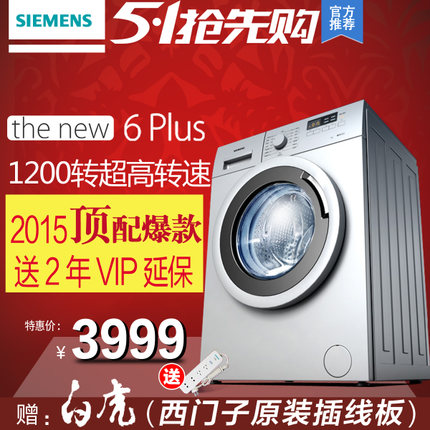 SIEMENS
5·1抢先购
官方
推荐
the new 6 Plus
1200转超高转速
2015顶配爆款
送2年VIP延保
特惠价:
¥3999
送
赠:白虎(西门子原装插线板)